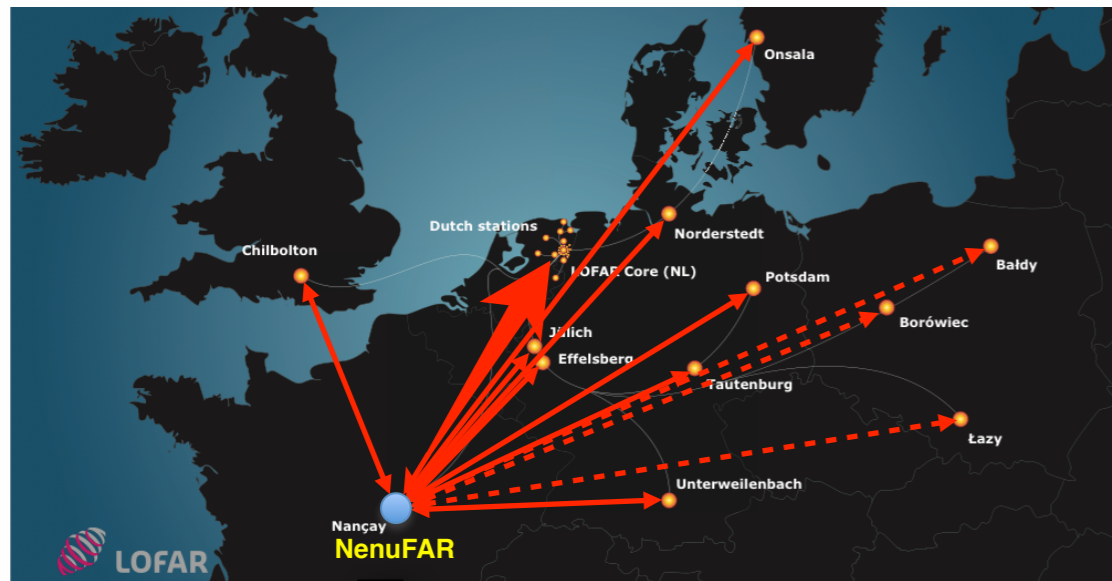 Onsala
Dutch stations
Norderstedt
Chilbolton
LOFAR Core (NL)
Potsdam
Bałdy
Borówiec
Jülich
Effelsberg
Tautenburg
Łazy
Unterweilenbach
Nançay
NenuFAR
LOFAR